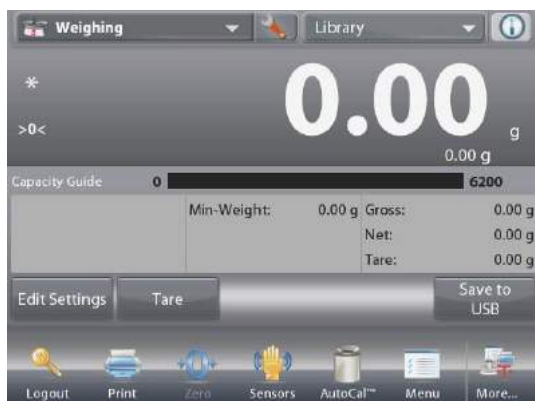 Weighing
Library
*
>0<
0.00 g
0.00 g
Capacity Guide 0 6200
Min-Weight: 0.00 g Gross: 0.00 g
Net: 0.00 g
Tare: 0.00 g
Edit Settings Tare Save to
USB
Logout Print Zero Sensors AutoCal™ Menu More...